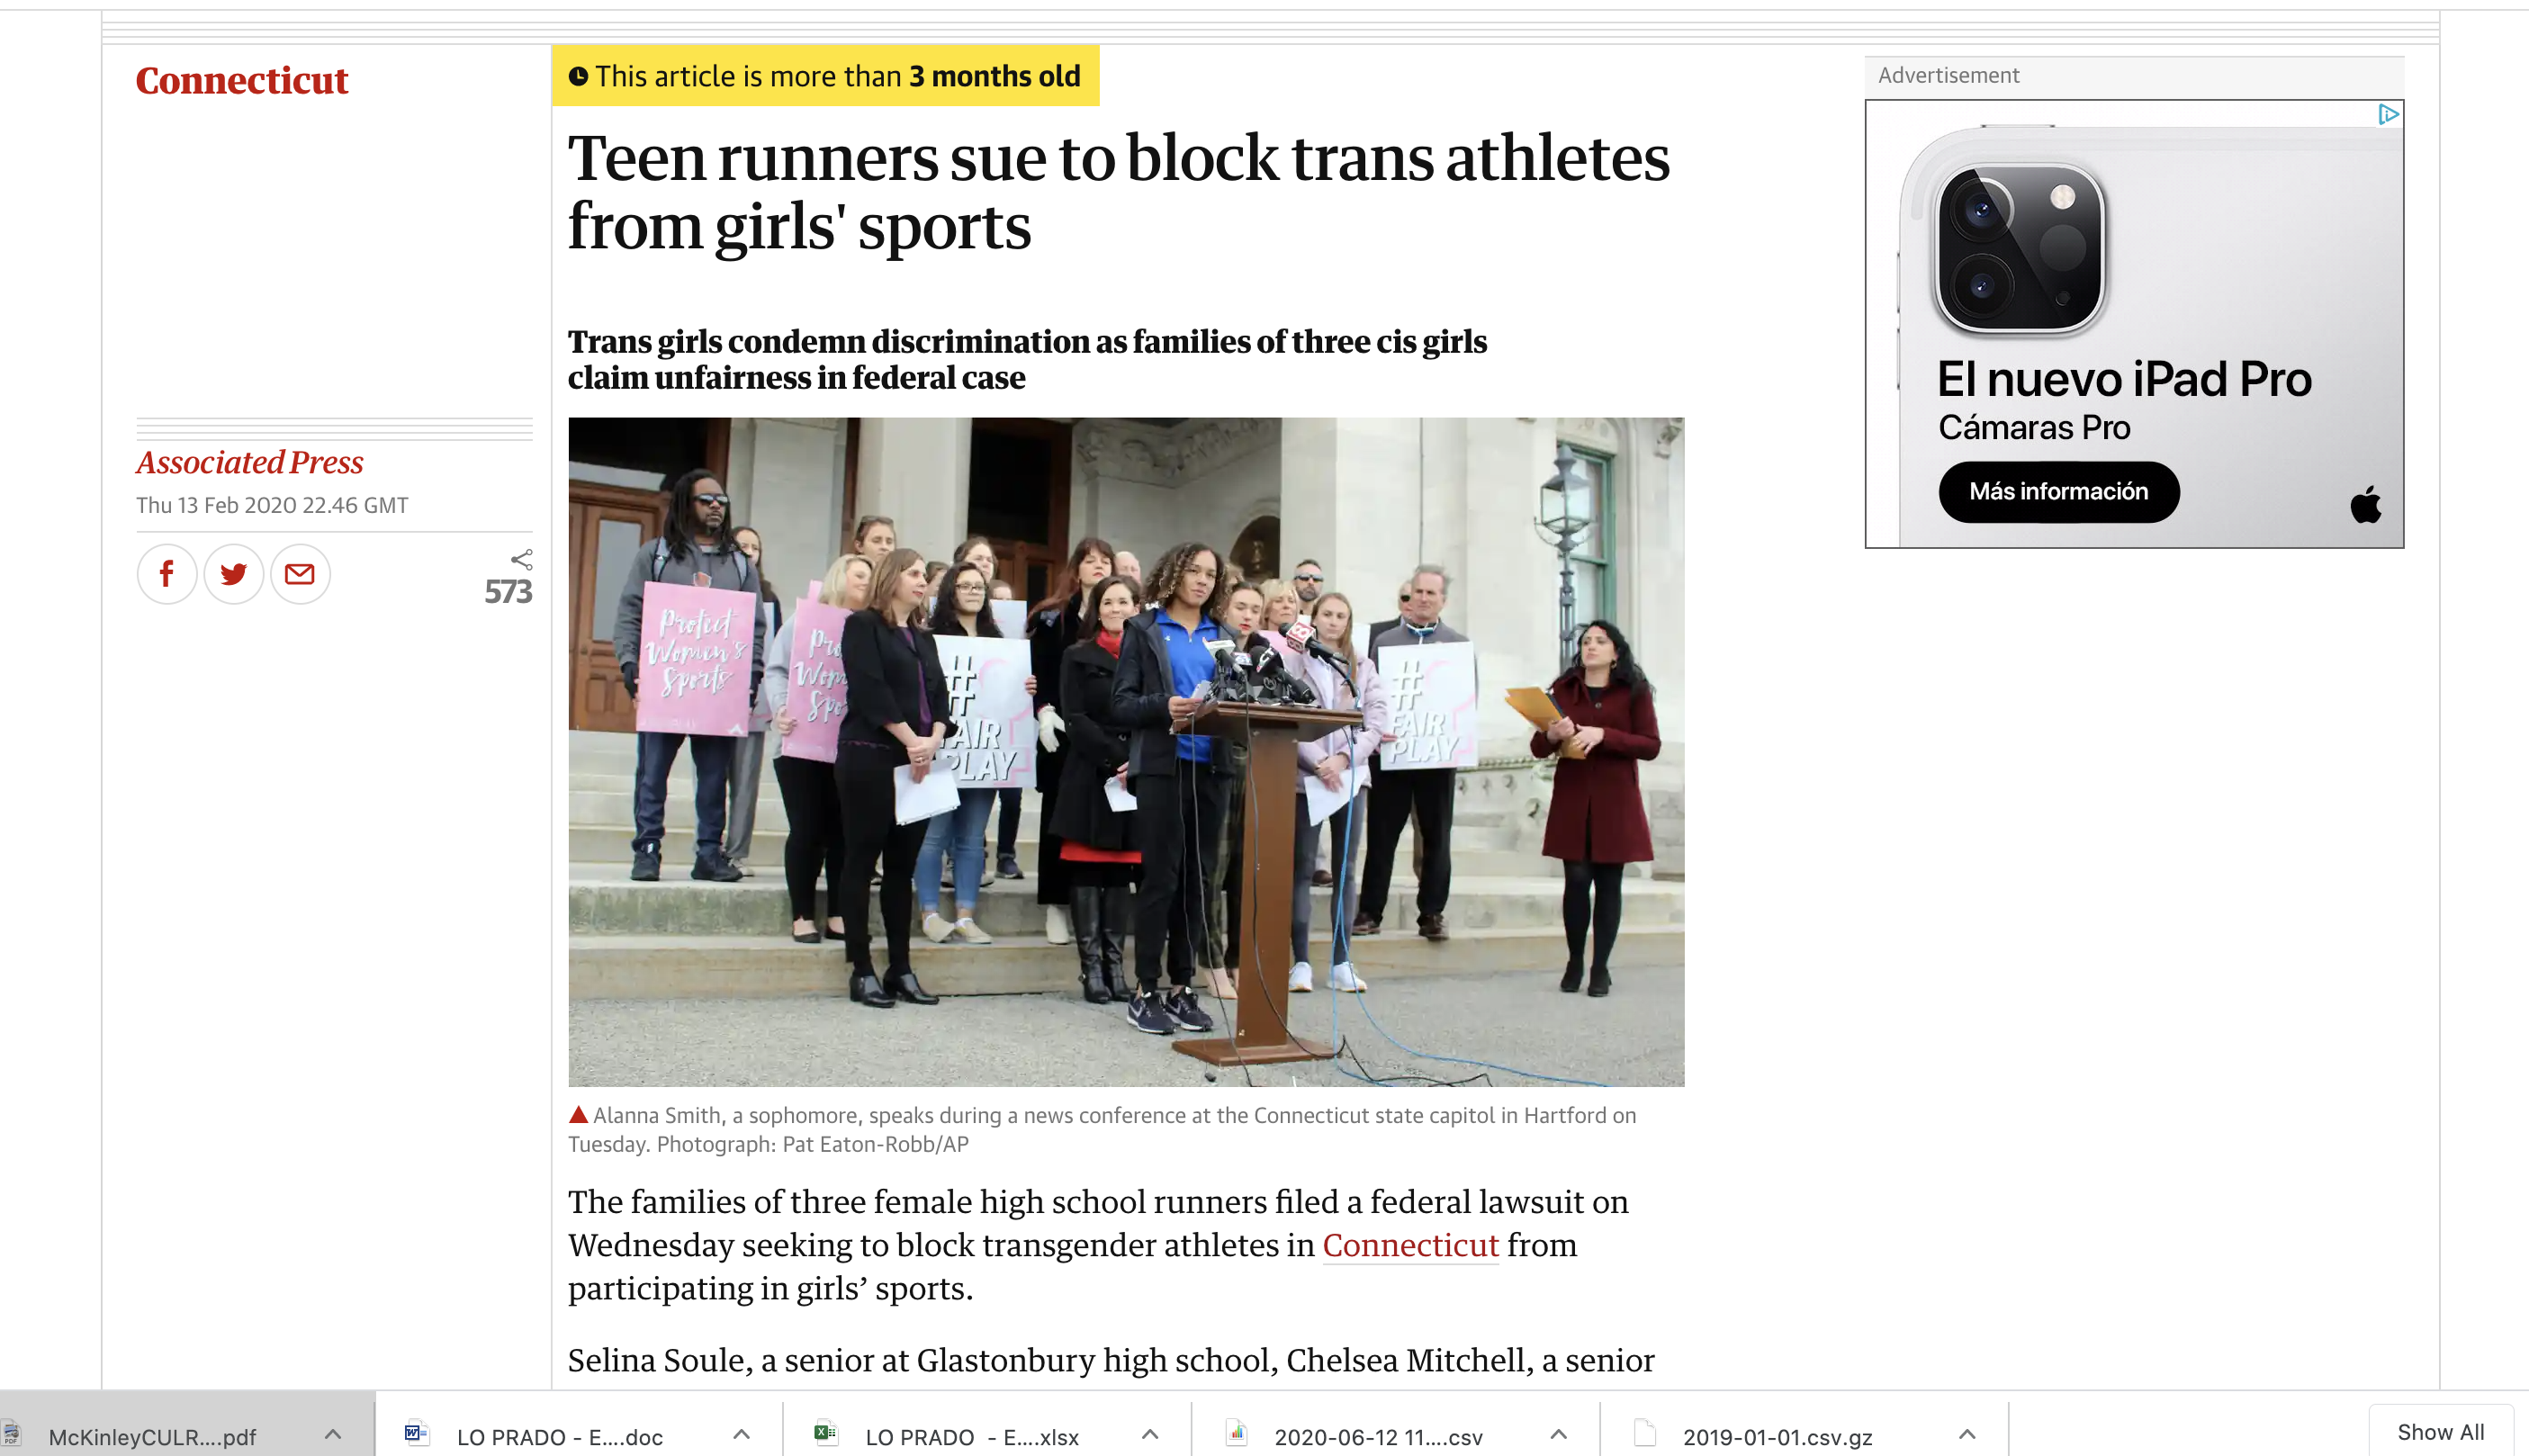 Connecticut
This article is more than 3 months old
Teen runners sue to block trans athletes
from girls' sports
Trans girls condemn discrimination as families of three cis girls
claim unfairness in federal case
Associated Press
Thu 13 Feb 2020 22.46 GMT
573
Protect
Women's
Sports
Pro
Wom
Spo
#
FAIR
PLAY
#
FAIR
PLAY
Alanna Smith, a sophomore, speaks during a news conference at the Connecticut state capitol in Hartford on
Tuesday. Photograph: Pat Eaton-Robb/AP
The families of three female high school runners filed a federal lawsuit on
Wednesday seeking to block transgender athletes in Connecticut from
participating in girls’ sports.
Selina Soule, a senior at Glastonbury high school, Chelsea Mitchell, a senior
Advertisement
El nuevo iPad Pro
Cámaras Pro
Más información
McKinleyCULR....pdf
LO PRADO - E....doc
LO PRADO - E....xlsx
2020-06-12 11....csv
2019-01-01.csv.gz
Show All